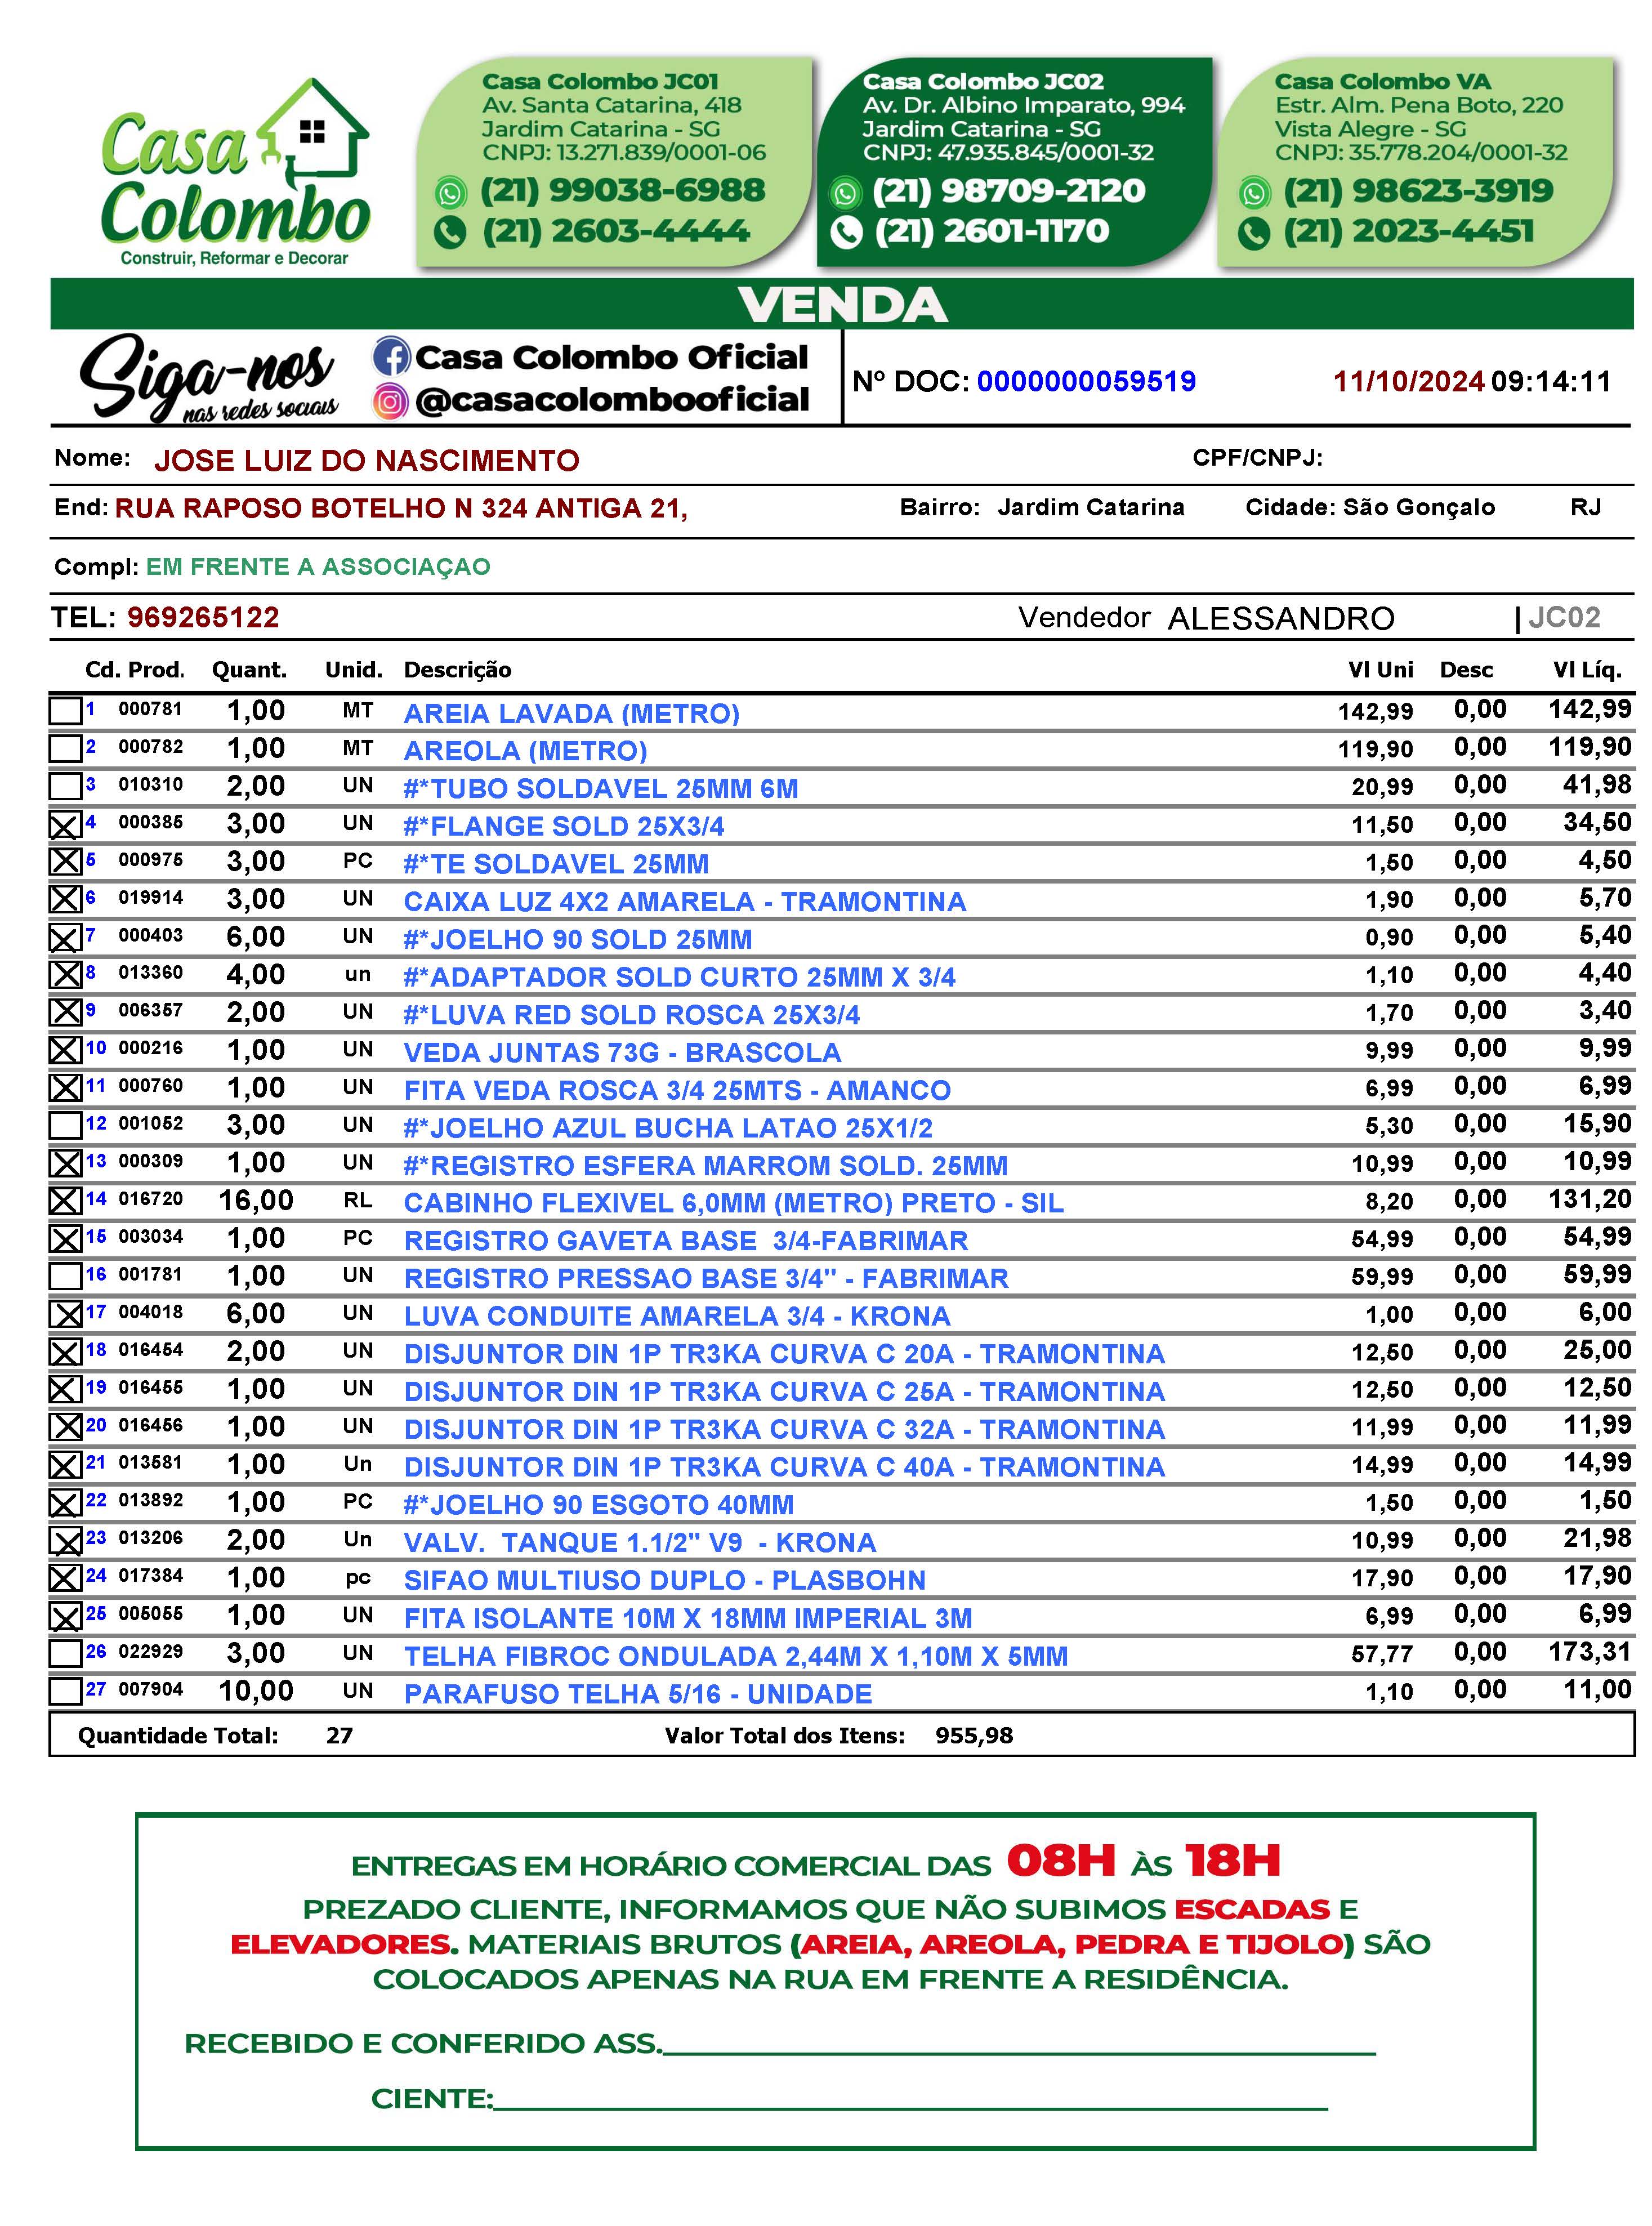 Casa Colombo
Construir, Reformar e Decorar
Casa Colombo JC01
Av. Santa Catarina, 418
Jardim Catarina - SG
CNPJ: 13.271.839/0001-06
(21) 99038-6988
(21) 2603-4444
Casa Colombo JC02
Av. Dr. Albino Imparato, 994
Jardim Catarina - SG
CNPJ: 47.935.845/0001-32
(21) 98709-2120
(21) 2601-1170
Casa Colombo VA
Estr. Alm. Pena Boto, 220
Vista Alegre - SG
CNPJ: 35.778.204/0001-32
(21) 98623-3919
(21) 2023-4451
VENDA
Siga-nos
nas redes sociais
Casa Colombo Oficial
@casacolombooficial
Nº DOC: 0000000059519 11/10/2024 09:14:11
Nome: JOSE LUIZ DO NASCIMENTO CPF/CNPJ:
End: RUA RAPOSO BOTELHO N 324 ANTIGA 21, Bairro: Jardim Catarina Cidade: São Gonçalo RJ
Compl: EM FRENTE A ASSOCIAÇAO
TEL: 969265122 Vendedor ALESSANDRO | JC02
Cd. Prod. Quant. Unid. Descrição Vl Uni Desc Vl Líq.
1 000781 1,00 MT AREIA LAVADA (METRO) 142,99 0,00 142,99
2 000782 1,00 MT AREOLA (METRO) 119,90 0,00 119,90
3 010310 2,00 UN #*TUBO SOLDAVEL 25MM 6M 20,99 0,00 41,98
4 000385 3,00 UN #*FLANGE SOLD 25X3/4 11,50 0,00 34,50
5 000975 3,00 PC #*TE SOLDAVEL 25MM 1,50 0,00 4,50
6 019914 3,00 UN CAIXA LUZ 4X2 AMARELA - TRAMONTINA 1,90 0,00 5,70
7 000403 6,00 UN #*JOELHO 90 SOLD 25MM 0,90 0,00 5,40
8 013360 4,00 un #*ADAPTADOR SOLD CURTO 25MM X 3/4 1,10 0,00 4,40
9 006357 2,00 UN #*LUVA RED SOLD ROSCA 25X3/4 1,70 0,00 3,40
10 000216 1,00 UN VEDA JUNTAS 73G - BRASCOLA 9,99 0,00 9,99
11 000760 1,00 UN FITA VEDA ROSCA 3/4 25MTS - AMANCO 6,99 0,00 6,99
12 001052 3,00 UN #*JOELHO AZUL BUCHA LATAO 25X1/2 5,30 0,00 15,90
13 000309 1,00 UN #*REGISTRO ESFERA MARROM SOLD. 25MM 10,99 0,00 10,99
14 016720 16,00 RL CABINHO FLEXIVEL 6,0MM (METRO) PRETO - SIL 8,20 0,00 131,20
15 003034 1,00 PC REGISTRO GAVETA BASE 3/4-FABRIMAR 54,99 0,00 54,99
16 001781 1,00 UN REGISTRO PRESSAO BASE 3/4" - FABRIMAR 59,99 0,00 59,99
17 004018 6,00 UN LUVA CONDUITE AMARELA 3/4 - KRONA 1,00 0,00 6,00
18 016454 2,00 UN DISJUNTOR DIN 1P TR3KA CURVA C 20A - TRAMONTINA 12,50 0,00 25,00
19 016455 1,00 UN DISJUNTOR DIN 1P TR3KA CURVA C 25A - TRAMONTINA 12,50 0,00 12,50
20 016456 1,00 UN DISJUNTOR DIN 1P TR3KA CURVA C 32A - TRAMONTINA 11,99 0,00 11,99
21 013581 1,00 Un DISJUNTOR DIN 1P TR3KA CURVA C 40A - TRAMONTINA 14,99 0,00 14,99
22 013892 1,00 PC #*JOELHO 90 ESGOTO 40MM 1,50 0,00 1,50
23 013206 2,00 Un VALV. TANQUE 1.1/2" V9 - KRONA 10,99 0,00 21,98
24 017384 1,00 pc SIFAO MULTIUSO DUPLO - PLASBOHN 17,90 0,00 17,90
25 005055 1,00 UN FITA ISOLANTE 10M X 18MM IMPERIAL 3M 6,99 0,00 6,99
26 022929 3,00 UN TELHA FIBROC ONDULADA 2,44M X 1,10M X 5MM 57,77 0,00 173,31
27 007904 10,00 UN PARAFUSO TELHA 5/16 - UNIDADE 1,10 0,00 11,00
Quantidade Total: 27 Valor Total dos Itens: 955,98
ENTREGAS EM HORÁRIO COMERCIAL DAS 08H ÀS 18H
PREZADO CLIENTE, INFORMAMOS QUE NÃO SUBIMOS ESCADAS E
ELEVADORES. MATERIAIS BRUTOS (AREIA, AREOLA, PEDRA E TIJOLO) SÃO
COLOCADOS APENAS NA RUA EM FRENTE A RESIDÊNCIA.
RECEBIDO E CONFERIDO ASS.
CIENTE: